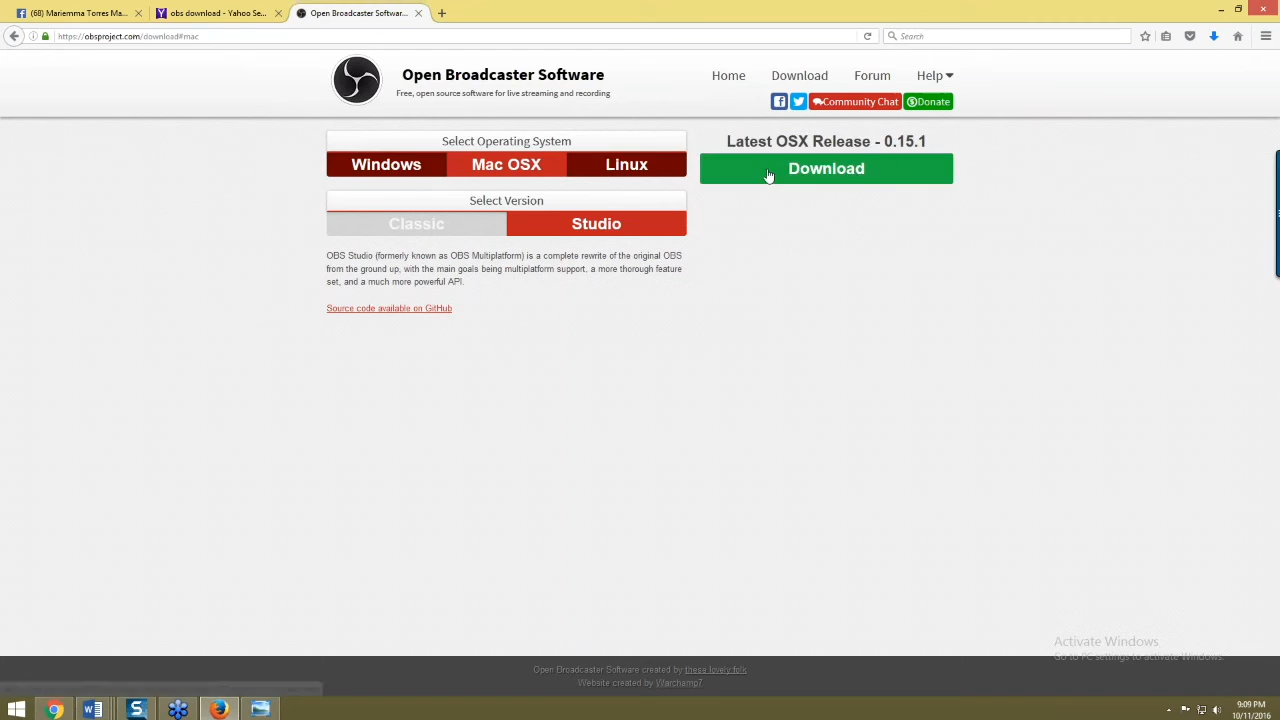 (68) Mariemma Torres Ma...
obs download - Yahoo Se...
Open Broadcaster Softwar...
https://obsproject.com/download#mac
Search
Open Broadcaster Software
Free, open source software for live streaming and recording
Home
Download
Forum
Help
Community Chat
Donate
Select Operating System
Windows
Mac OSX
Linux
Latest OSX Release - 0.15.1
Download
Select Version
Classic
Studio
OBS Studio (formerly known as OBS Multiplatform) is a complete rewrite of the original OBS
from the ground up, with the main goals being multiplatform support, a more thorough feature
set, and a much more powerful API.
Source code available on GitHub
Activate Windows
Go to PC settings to activate Windows.
Open Broadcaster Software created by these lovely folk
Website created by Warchamp7
9:09 PM
10/11/2016